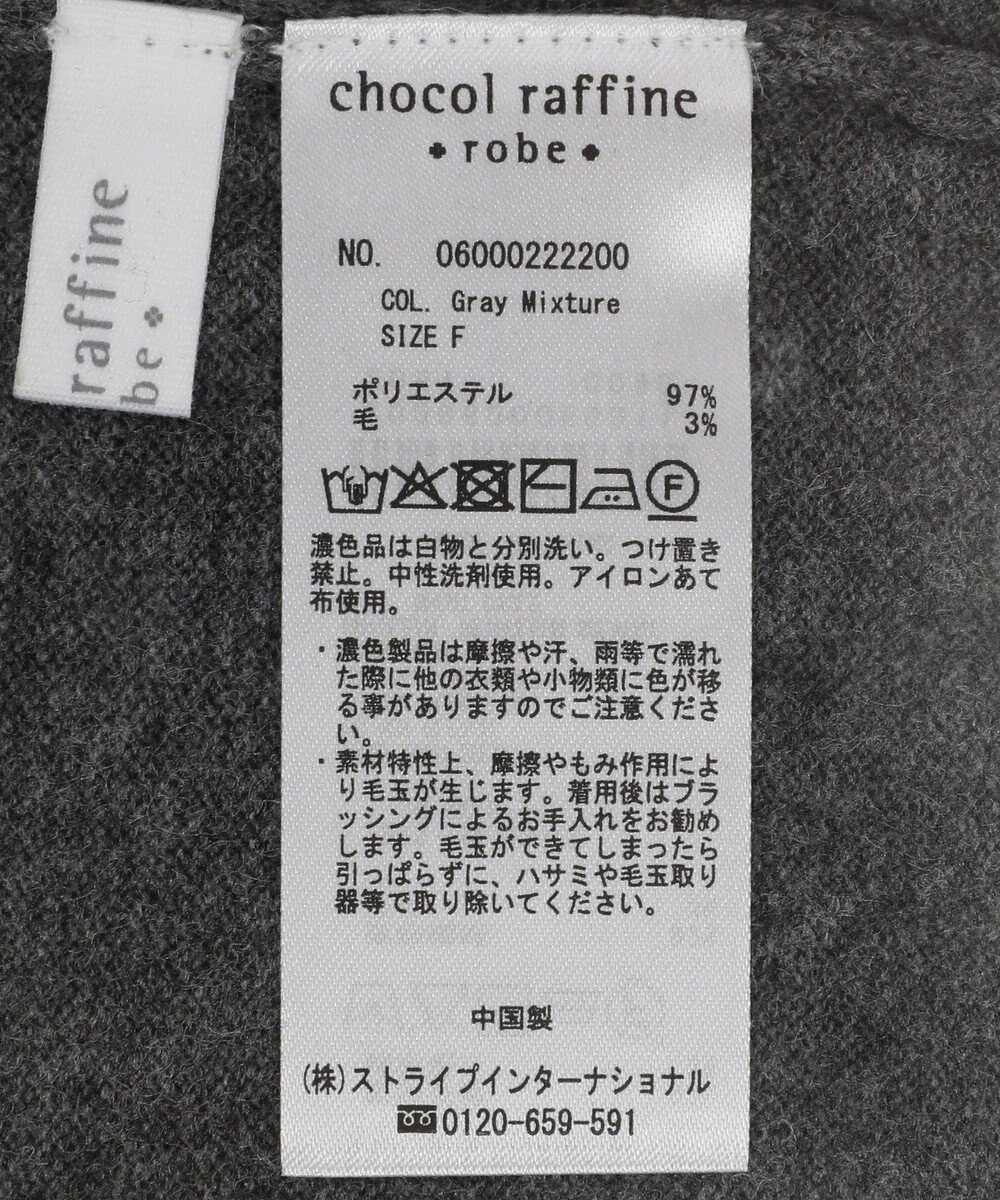 raffine
be
chocol raffine
robe
NO. 06000222200
COL. Gray Mixture
SIZE F
ポリエステル 97%
毛 3%
F
濃色品は白物と分別洗い。つけ置き
禁止。中性洗剤使用。アイロンあて
布使用。
・濃色製品は摩擦や汗、雨等で濡れ
た際に他の衣類や小物類に色が移
る事がありますのでご注意くださ
い。
・素材特性上、摩擦やもみ作用によ
り毛玉が生じます。着用後はブラ
ッシングによるお手入れをお勧め
します。毛玉ができてしまったら
引っぱらずに、ハサミや毛玉取り
器等で取り除いてください。
中国製
(株)ストライプインターナショナル
0120-659-591